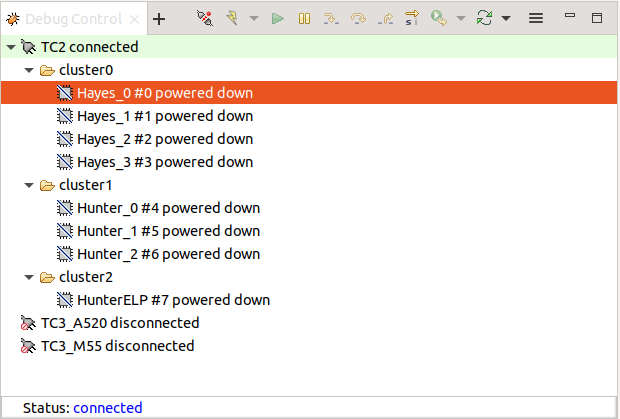 Debug Control
TC2 connected
cluster0
Hayes_0 #0 powered down
Hayes_1 #1 powered down
Hayes_2 #2 powered down
Hayes_3 #3 powered down
cluster1
Hunter_0 #4 powered down
Hunter_1 #5 powered down
Hunter_2 #6 powered down
cluster2
HunterELP #7 powered down
TC3_A520 disconnected
TC3_M55 disconnected
Status: connected